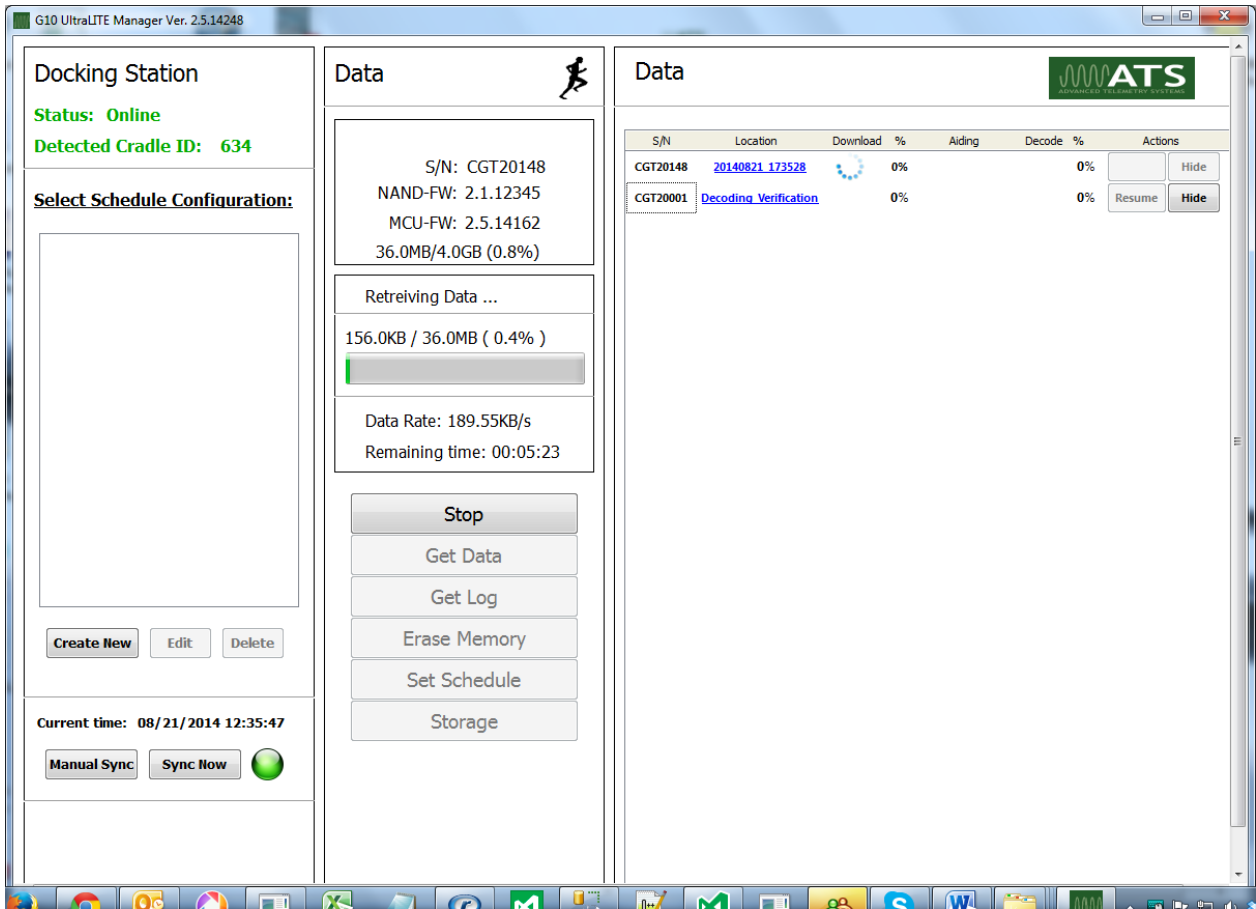 G10 UltraLITE Manager Ver. 2.5.14248
Docking Station
Status: Online
Detected Cradle ID: 634
Select Schedule Configuration:
Create New Edit Delete
Current time: 08/21/2014 12:35:47
Manual Sync Sync Now
Data
S/N: CGT20148
NAND-FW: 2.1.12345
MCU-FW: 2.5.14162
36.0MB/4.0GB (0.8%)
Retreiving Data ...
156.0KB / 36.0MB ( 0.4% )
Data Rate: 189.55KB/s
Remaining time: 00:05:23
Stop
Get Data
Get Log
Erase Memory
Set Schedule
Storage
Data
ATS
ADVANCED TELEMETRY SYSTEMS
S/N Location Download % Aiding Decode % Actions
CGT20148 20140821_173528 0% 0% Hide
CGT20001 Decoding_Verification 0% 0% Resume Hide